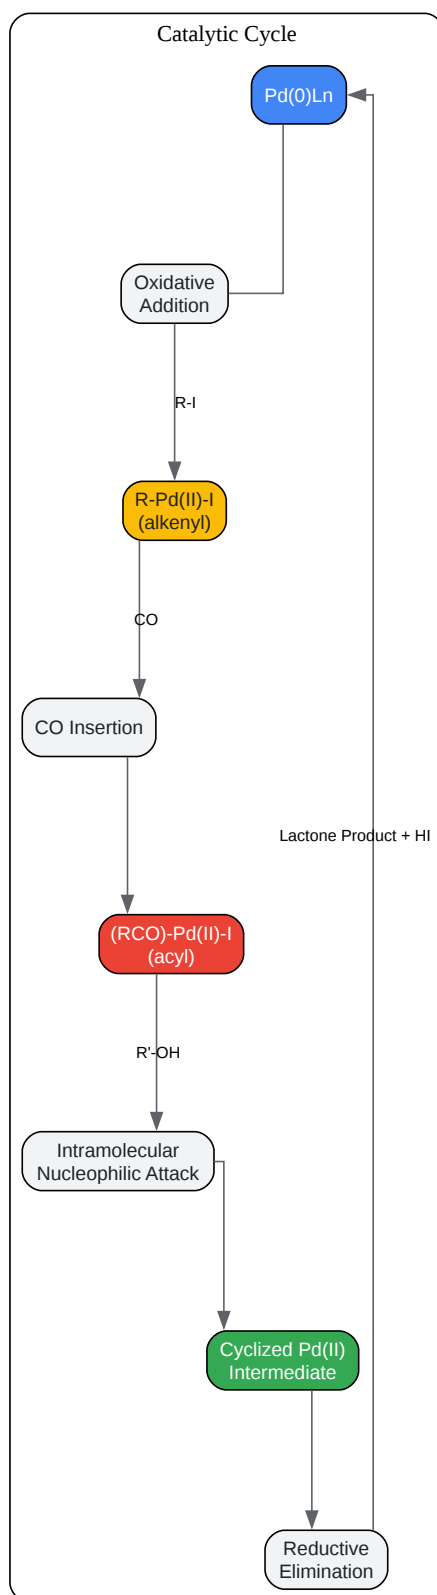 Catalytic Cycle
Pd(0)Ln
Oxidative
Addition
R-I
R-Pd(II)-I
(alkenyl)
CO
CO Insertion
Lactone Product + HI
(RCO)-Pd(II)-I
(acyl)
R'-OH
Intramolecular
Nucleophilic Attack
Cyclized Pd(II)
Intermediate
Reductive
Elimination